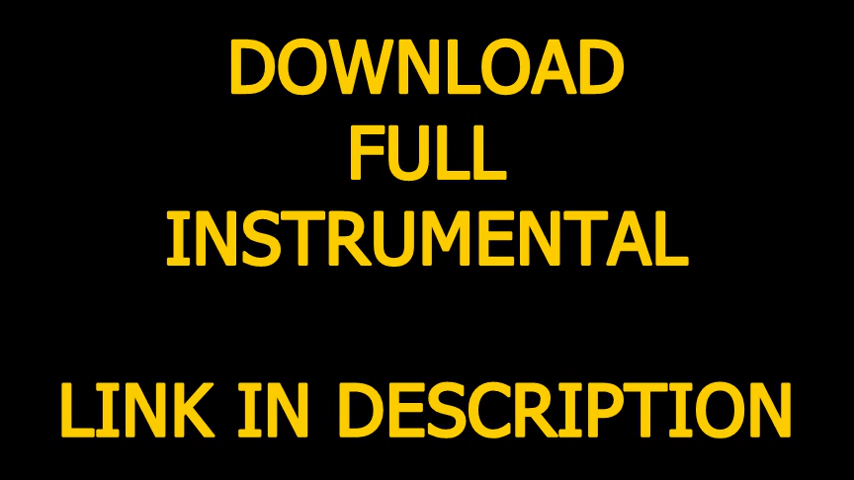 DOWNLOAD
FULL
INSTRUMENTAL
LINK IN DESCRIPTION